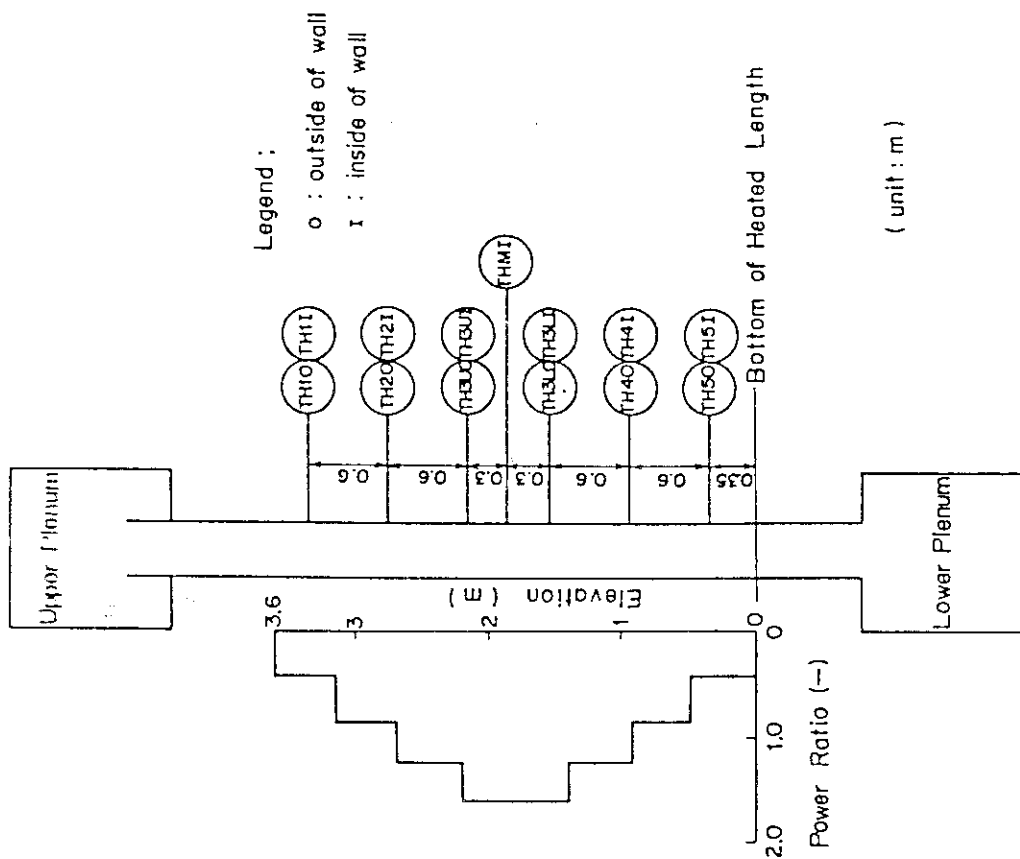 Upper Plenum
Legend :
O : outside of wall
I : inside of wall
TH1O TH1I
TH2O TH2I
TH3UO TH3UI
THMI
TH3LO TH3LI
TH4O TH4I
TH5O TH5I
0.6
0.6
0.3
0.3
0.6
0.6
0.35
Bottom of Heated Length
Elevation (m)
3.6
3
2
1
0
0
1.0
2.0
Power Ratio (−)
Lower Plenum
(unit : m)